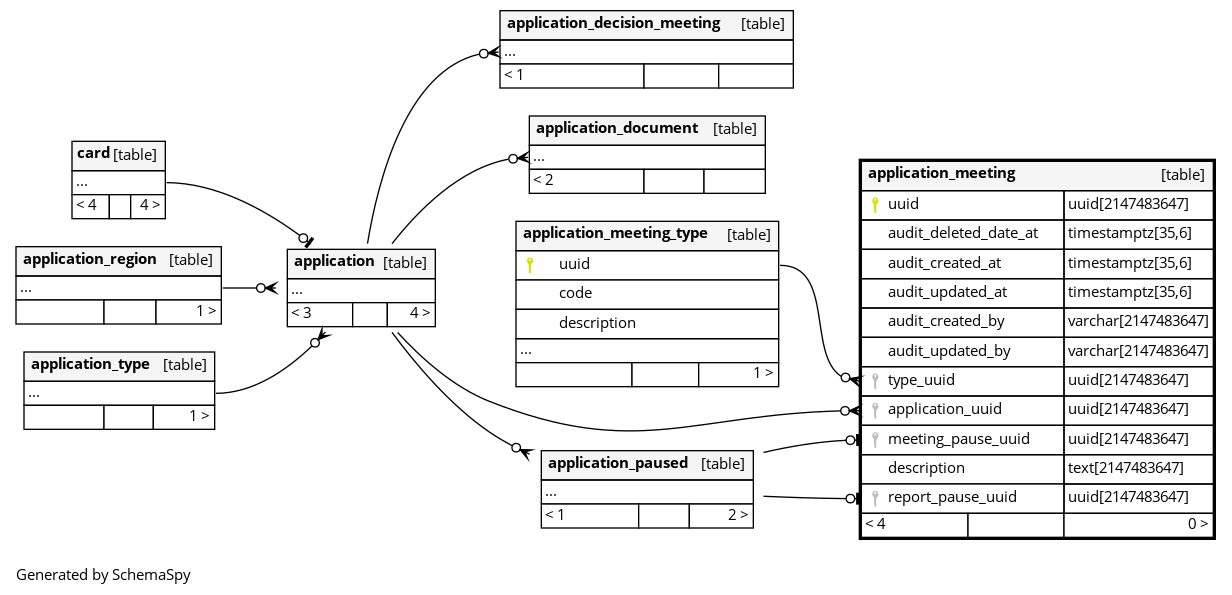 application_decision_meeting [table]
...
< 1
application_document [table]
...
< 2
card [table]
...
< 4 4 >
application_region [table]
...
1 >
application_type [table]
...
1 >
application [table]
...
< 3 4 >
application_meeting_type [table]
uuid
code
description
...
1 >
application_paused [table]
...
< 1 2 >
application_meeting [table]
uuid uuid[2147483647]
audit_deleted_date_at timestamptz[35,6]
audit_created_at timestamptz[35,6]
audit_updated_at timestamptz[35,6]
audit_created_by varchar[2147483647]
audit_updated_by varchar[2147483647]
type_uuid uuid[2147483647]
application_uuid uuid[2147483647]
meeting_pause_uuid uuid[2147483647]
description text[2147483647]
report_pause_uuid uuid[2147483647]
< 4 0 >
Generated by SchemaSpy